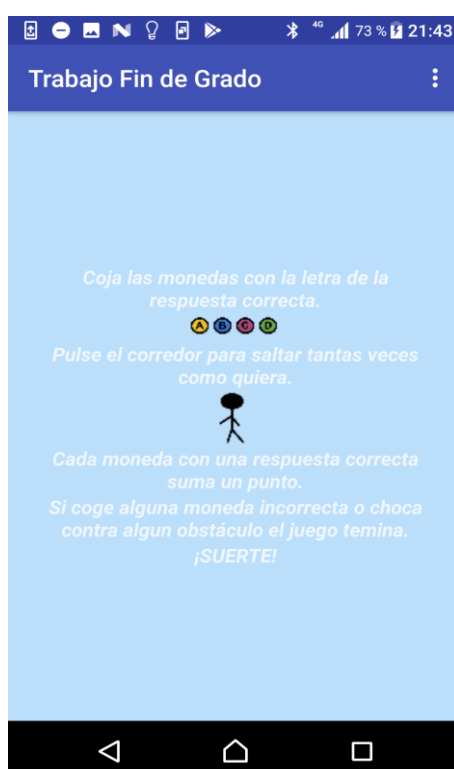 4G 73 % 21:43
Trabajo Fin de Grado
Coja las monedas con la letra de la
respuesta correcta.
A B C D
Pulse el corredor para saltar tantas veces
como quiera.
Cada moneda con una respuesta correcta
suma un punto.
Si coge alguna moneda incorrecta o choca
contra algun obstáculo el juego temina.
¡SUERTE!